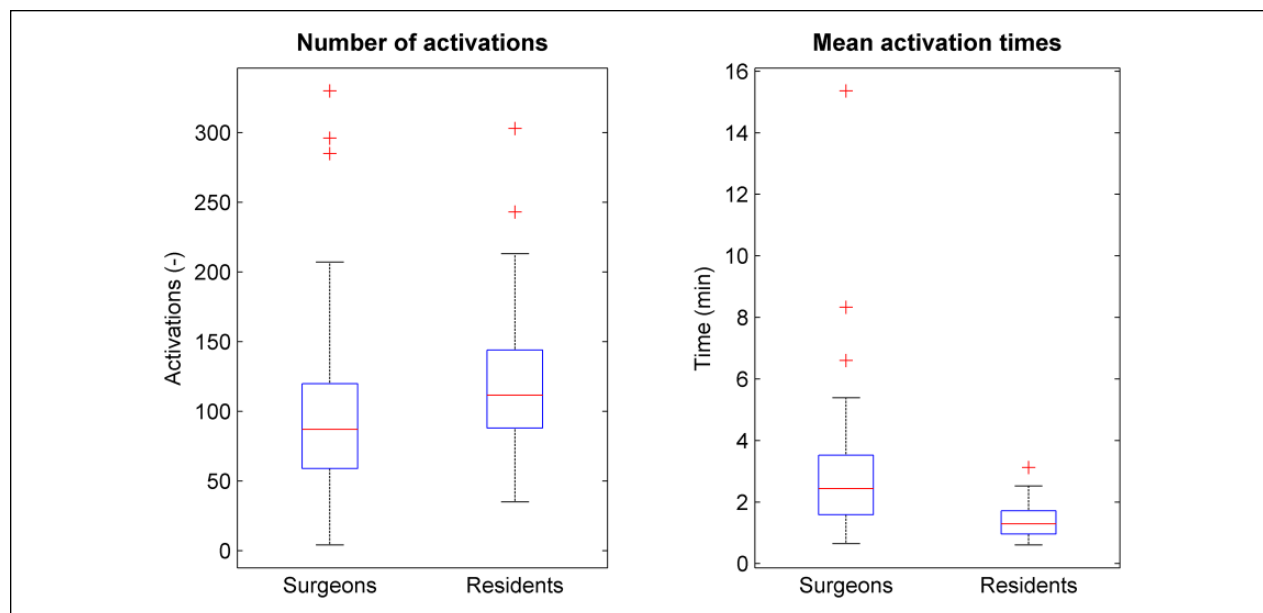 Number of activations
Activations (-)
300
250
200
150
100
50
0
Surgeons Residents
Mean activation times
Time (min)
16
14
12
10
8
6
4
2
0
Surgeons Residents